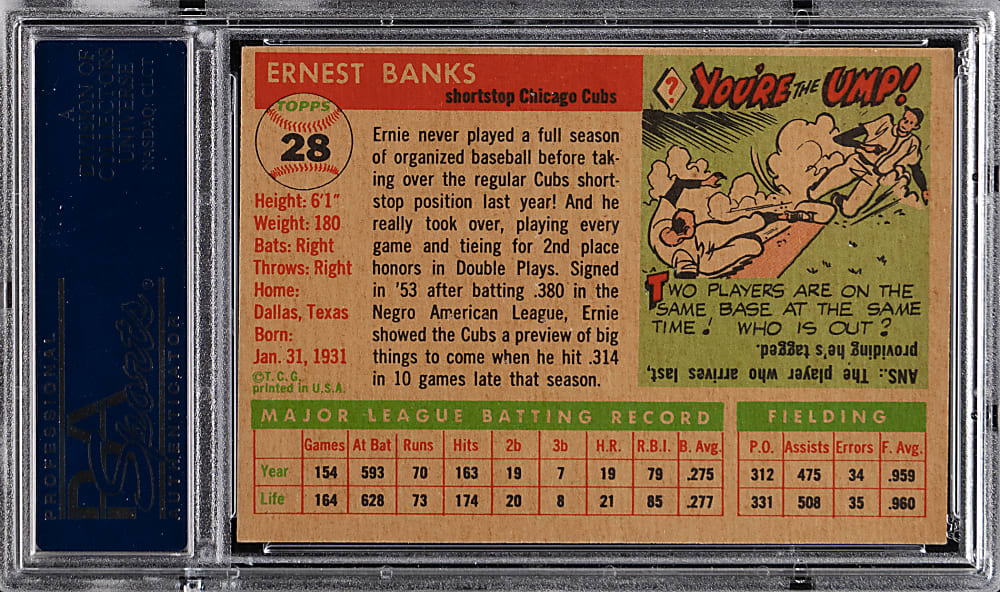 A
DIVISION OF
COLLECTORS
UNIVERSE
NASDAQ: CLCT
PROFESSIONAL
PSA
Sports
AUTHENTICATOR
ERNEST BANKS
shortstop Chicago Cubs
TOPPS
28
Height: 6'1"
Weight: 180
Bats: Right
Throws: Right
Home:
Dallas, Texas
Born:
Jan. 31, 1931
©T.C.G.
printed in U.S.A.
Ernie never played a full season
of organized baseball before tak-
ing over the regular Cubs short-
stop position last year! And he
really took over, playing every
game and tieing for 2nd place
honors in Double Plays. Signed
in '53 after batting .380 in the
Negro American League, Ernie
showed the Cubs a preview of big
things to come when he hit .314
in 10 games late that season.
? YOU'RE THE UMP!
TWO PLAYERS ARE ON THE
SAME BASE AT THE SAME
TIME! WHO IS OUT?
ANS.: The player who arrives last,
providing he's tagged.
MAJOR LEAGUE BATTING RECORD
Games At Bat Runs Hits 2b 3b H.R. R.B.I. B. Avg.
Year 154 593 70 163 19 7 19 79 .275
Life 164 628 73 174 20 8 21 85 .277
FIELDING
P.O. Assists Errors F. Avg.
312 475 34 .959
331 508 35 .960